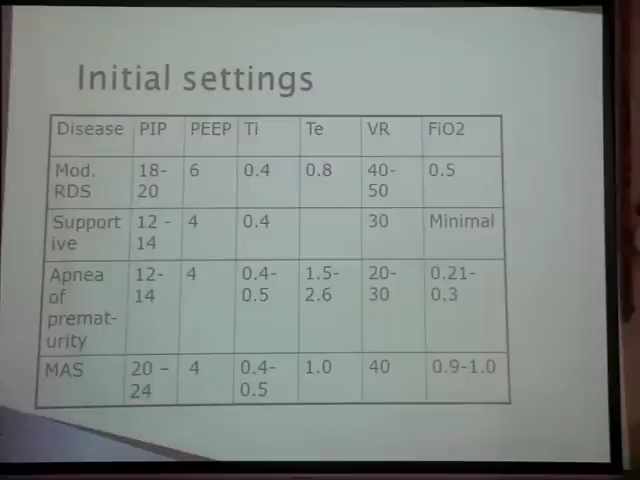 Initial settings
Disease PIP PEEP Ti Te VR FiO2
Mod. 18- 6 0.4 0.8 40- 0.5
RDS 20 50
Support 12 - 4 0.4 30 Minimal
ive 14
Apnea 12- 4 0.4- 1.5- 20- 0.21-
of 14 0.5 2.6 30 0.3
premat-
urity
MAS 20 – 4 0.4- 1.0 40 0.9-1.0
24 0.5